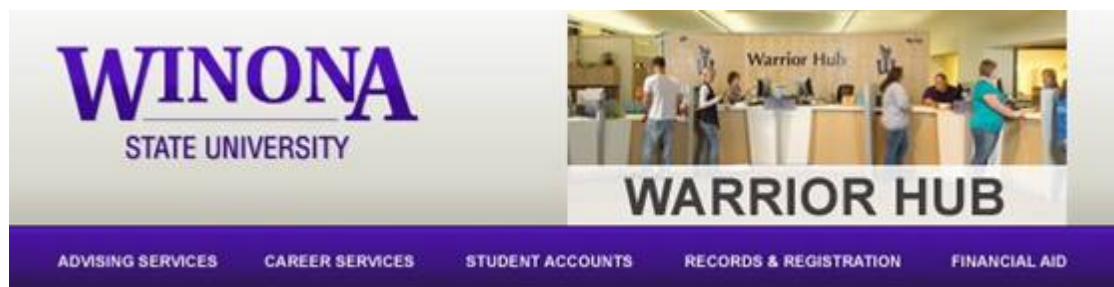 WINONA
STATE UNIVERSITY
Warrior Hub
WARRIOR HUB
ADVISING SERVICES
CAREER SERVICES
STUDENT ACCOUNTS
RECORDS & REGISTRATION
FINANCIAL AID